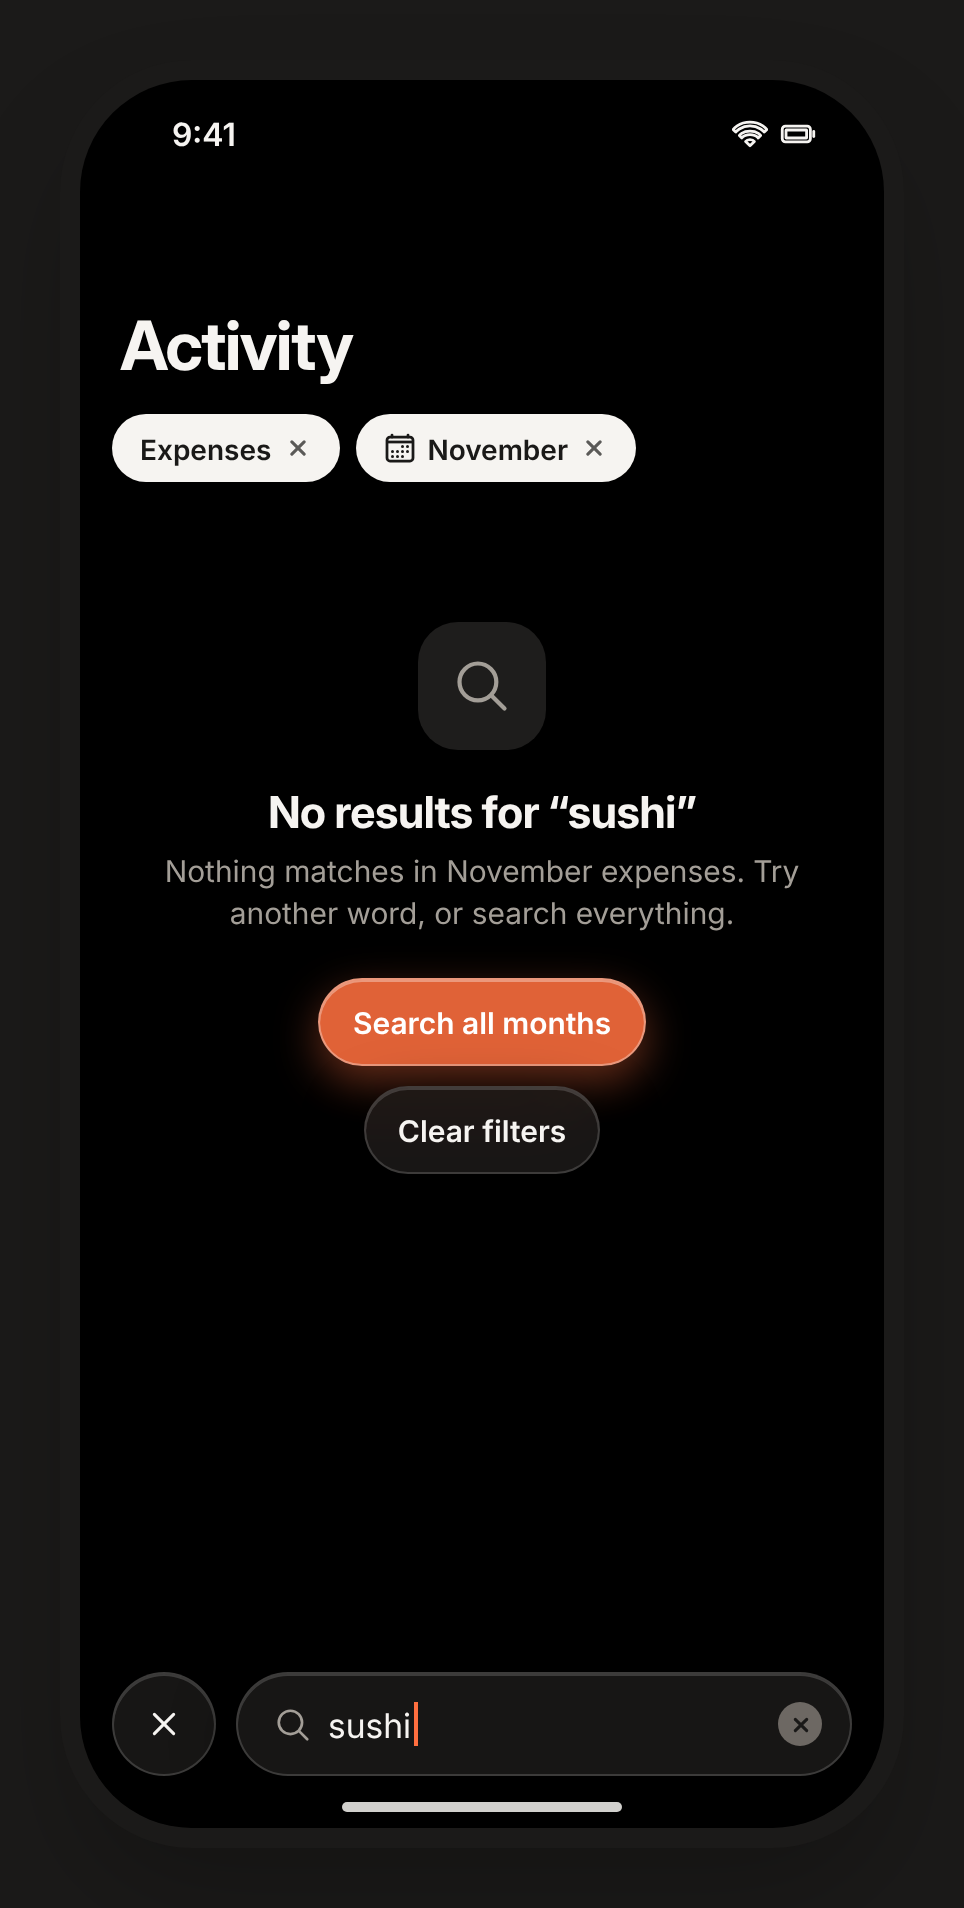 9:41
Activity
Expenses
November
No results for “sushi”
Nothing matches in November expenses. Try
another word, or search everything.
Search all months
Clear filters
sushi